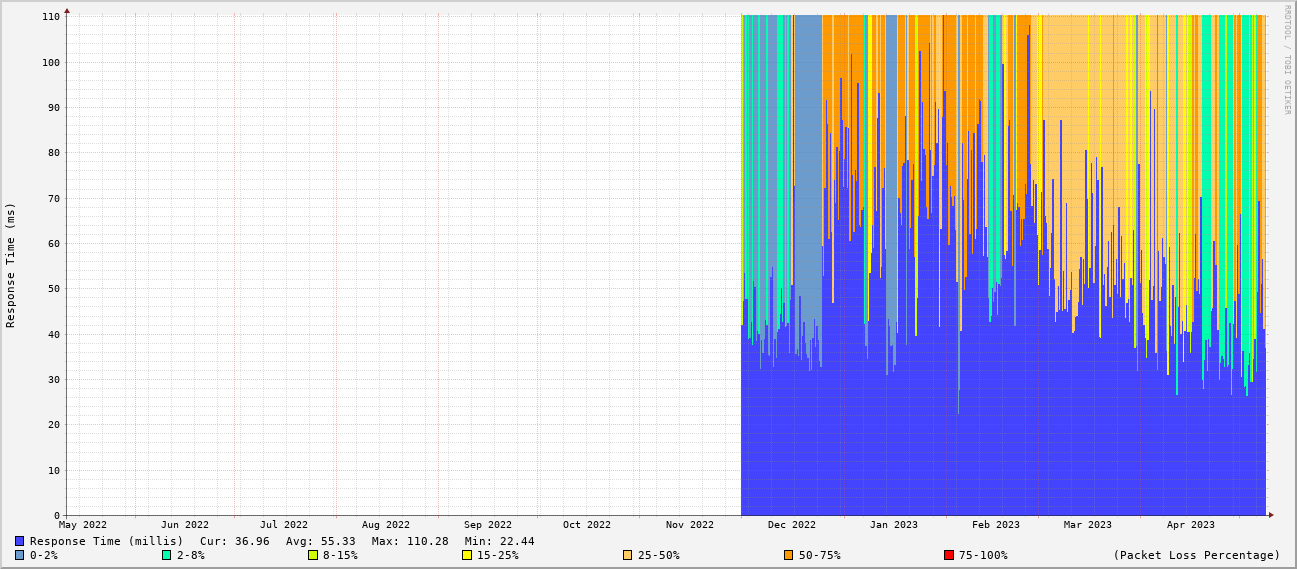 RRDTOOL / TOBI OETIKER
Response Time (ms)
110
100
90
80
70
60
50
40
30
20
10
0
May 2022 Jun 2022 Jul 2022 Aug 2022 Sep 2022 Oct 2022 Nov 2022 Dec 2022 Jan 2023 Feb 2023 Mar 2023 Apr 2023
Response Time (millis) Cur: 36.96 Avg: 55.33 Max: 110.28 Min: 22.44
0-2% 2-8% 8-15% 15-25% 25-50% 50-75% 75-100% (Packet Loss Percentage)